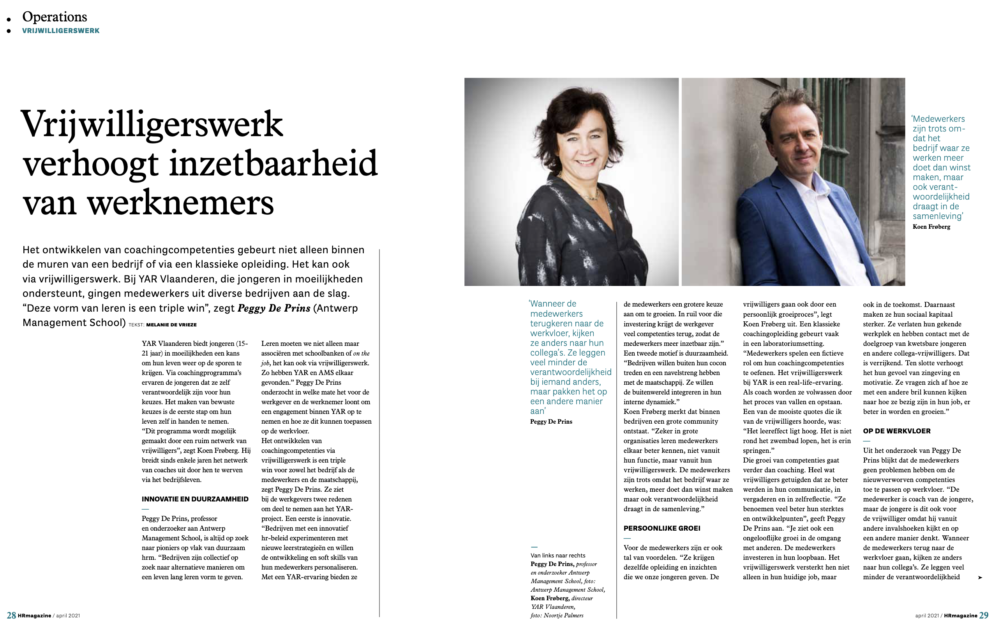 Operations
VRIJWILLIGERSWERK
Vrijwilligerswerk
verhoogt inzetbaarheid
van werknemers
Het ontwikkelen van coachingcompetenties gebeurt niet alleen binnen
de muren van een bedrijf of via een klassieke opleiding. Het kan ook
via vrijwilligerswerk. Bij YAR Vlaanderen, die jongeren in moeilijkheden
ondersteunt, gingen medewerkers uit diverse bedrijven aan de slag.
“Deze vorm van leren is een triple win”, zegt Peggy De Prins (Antwerp
Management School) TEKST: MELANIE DE VRIEZE
YAR Vlaanderen biedt jongeren (15-
21 jaar) in moeilijkheden een kans
om hun leven weer op de sporen te
krijgen. Via coachingprogramma’s
ervaren de jongeren dat ze zelf
verantwoordelijk zijn voor hun
keuzes. Het maken van bewuste
keuzes is de eerste stap om hun
leven zelf in handen te nemen.
“Dit programma wordt mogelijk
gemaakt door een ruim netwerk van
vrijwilligers”, zegt Koen Frøberg. Hij
breidt sinds enkele jaren het netwerk
van coaches uit door hen te werven
via het bedrijfsleven.
INNOVATIE EN DUURZAAMHEID
—
Peggy De Prins, professor
en onderzoeker aan Antwerp
Management School, is altijd op zoek
naar pioniers op vlak van duurzaam
hrm. “Bedrijven zijn collectief op
zoek naar alternatieve manieren om
een leven lang leren vorm te geven.
Leren moeten we niet alleen maar
associëren met schoolbanken of on the
job, het kan ook via vrijwilligerswerk.
Zo hebben YAR en AMS elkaar
gevonden.” Peggy De Prins
onderzocht in welke mate het voor de
werkgever en de werknemer loont om
een engagement binnen YAR op te
nemen en hoe ze dit kunnen toepassen
op de werkvloer.
Het ontwikkelen van
coachingcompetenties via
vrijwilligerswerk is een triple
win voor zowel het bedrijf als de
medewerkers en de maatschappij,
zegt Peggy De Prins. Ze ziet
bij de werkgevers twee redenen
om deel te nemen aan het YAR-
project. Een eerste is innovatie.
“Bedrijven met een innovatief
hr-beleid experimenteren met
nieuwe leerstrategieën en willen
de ontwikkeling en soft skills van
hun medewerkers personaliseren.
Met een YAR-ervaring bieden ze
28 HRmagazine / april 2021
‘Medewerkers
zijn trots om-
dat het
bedrijf waar ze
werken meer
doet dan winst
maken, maar
ook verant-
woordelijkheid
draagt in de
samenleving’
Koen Frøberg
‘Wanneer de
medewerkers
terugkeren naar de
werkvloer, kijken
ze anders naar hun
collega’s. Ze leggen
veel minder de
verantwoordelijkheid
bij iemand anders,
maar pakken het op
een andere manier
aan’
Peggy De Prins
—
Van links naar rechts
Peggy De Prins, professor
en onderzoeker Antwerp
Management School, foto:
Antwerp Management School,
Koen Frøberg, directeur
YAR Vlaanderen,
foto: Noortje Palmers
de medewerkers een grotere keuze
aan om te groeien. In ruil voor die
investering krijgt de werkgever
veel competenties terug, zodat de
medewerkers meer inzetbaar zijn.”
Een tweede motief is duurzaamheid.
“Bedrijven willen buiten hun cocon
treden en een navelstreng hebben
met de maatschappij. Ze willen
de buitenwereld integreren in hun
interne dynamiek.”
Koen Frøberg merkt dat binnen
bedrijven een grote community
ontstaat. “Zeker in grote
organisaties leren medewerkers
elkaar beter kennen, niet vanuit
hun functie, maar vanuit hun
vrijwilligerswerk. De medewerkers
zijn trots omdat het bedrijf waar ze
werken, meer doet dan winst maken
maar ook verantwoordelijkheid
draagt in de samenleving.”
PERSOONLIJKE GROEI
—
Voor de medewerkers zijn er ook
tal van voordelen. “Ze krijgen
dezelfde opleiding en inzichten
die we onze jongeren geven. De
vrijwilligers gaan ook door een
persoonlijk groeiproces”, legt
Koen Frøberg uit. Een klassieke
coachingopleiding gebeurt vaak
in een laboratoriumsetting.
“Medewerkers spelen een fictieve
rol om hun coachingcompetenties
te oefenen. Het vrijwilligerswerk
bij YAR is een real-life-ervaring.
Als coach worden ze volwassen door
het proces van vallen en opstaan.
Een van de mooiste quotes die ik
van de vrijwilligers hoorde, was:
“Het leereffect ligt hoog. Het is niet
rond het zwembad lopen, het is erin
springen.”
Die groei van competenties gaat
verder dan coaching. Heel wat
vrijwilligers getuigden dat ze beter
werden in hun communicatie, in
vergaderen en in zelfreflectie. “Ze
benoemen veel beter hun sterktes
en ontwikkelpunten”, geeft Peggy
De Prins aan. “Je ziet ook een
ongelooflijke groei in de omgang
met anderen. De medewerkers
investeren in hun loopbaan. Het
vrijwilligerswerk versterkt hen niet
alleen in hun huidige job, maar
ook in de toekomst. Daarnaast
maken ze hun sociaal kapitaal
sterker. Ze verlaten hun gekende
werkplek en hebben contact met de
doelgroep van kwetsbare jongeren
en andere collega-vrijwilligers. Dat
is verrijkend. Ten slotte verhoogt
het hun gevoel van zingeving en
motivatie. Ze vragen zich af hoe ze
met een andere bril kunnen kijken
naar hoe ze bezig zijn in hun job, er
beter in worden en groeien.”
OP DE WERKVLOER
—
Uit het onderzoek van Peggy De
Prins blijkt dat de medewerkers
geen problemen hebben om de
nieuwverworven competenties
toe te passen op werkvloer. “De
medewerker is coach van de jongere,
maar de jongere is dit ook voor
de vrijwilliger omdat hij vanuit
andere invalshoeken kijkt en op
een andere manier denkt. Wanneer
de medewerkers terug naar de
werkvloer gaan, kijken ze anders
naar hun collega’s. Ze leggen veel
minder de verantwoordelijkheid ➤
april 2021 / HRmagazine 29